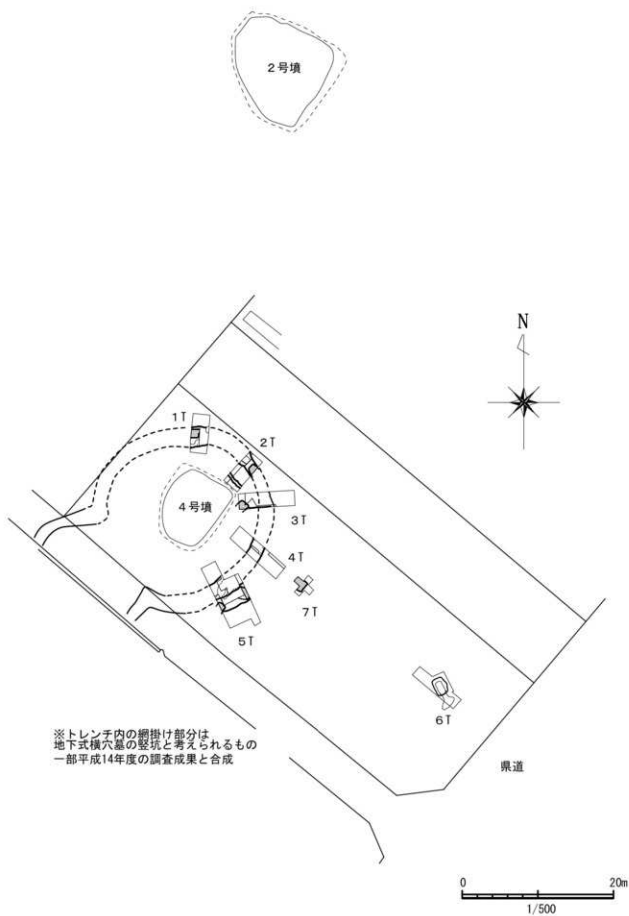 2号墳
N
1T
2T
4号墳
3T
4T
7T
5T
6T
※トレンチ内の網掛け部分は
地下式横穴墓の竪坑と考えられるもの
一部平成14年度の調査成果と合成
県道
0 20m
1/500